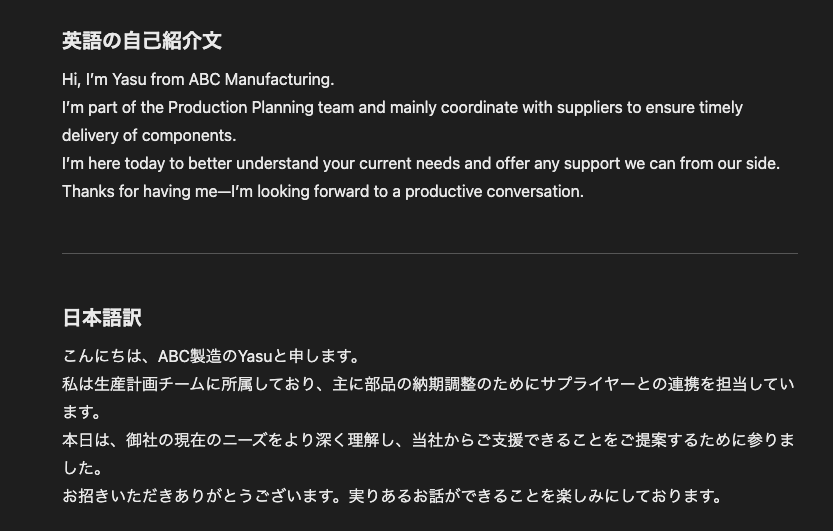 英語の自己紹介文
Hi, I’m Yasu from ABC Manufacturing.
I’m part of the Production Planning team and mainly coordinate with suppliers to ensure timely
delivery of components.
I’m here today to better understand your current needs and offer any support we can from our side.
Thanks for having me—I’m looking forward to a productive conversation.
日本語訳
こんにちは、ABC製造のYasuと申します。
私は生産計画チームに所属しており、主に部品の納期調整のためにサプライヤーとの連携を担当してい
ます。
本日は、御社の現在のニーズをより深く理解し、当社からご支援できることをご提案するために参りま
した。
お招きいただきありがとうございます。実りあるお話ができることを楽しみにしております。